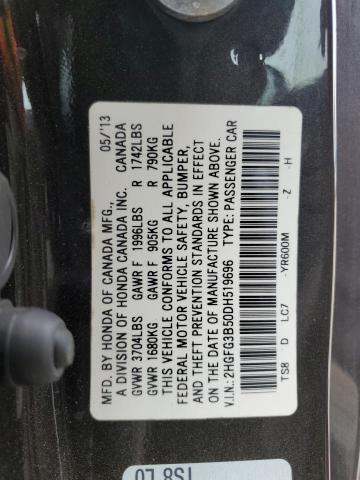 MFD. BY HONDA OF CANADA MFG., 05/'13
A DIVISION OF HONDA CANADA INC. CANADA
GVWR 3704LBS GAWR F 1996LBS R 1742LBS
GVWR 1680KG GAWR F 905KG R 790KG
THIS VEHICLE CONFORMS TO ALL APPLICABLE
FEDERAL MOTOR VEHICLE SAFETY, BUMPER,
AND THEFT PREVENTION STANDARDS IN EFFECT
ON THE DATE OF MANUFACTURE SHOWN ABOVE.
V.I.N.: 2HGFG3B50DH519696 TYPE: PASSENGER CAR
TS8 D LC7 -YR600M -Z -H
TS8 L0